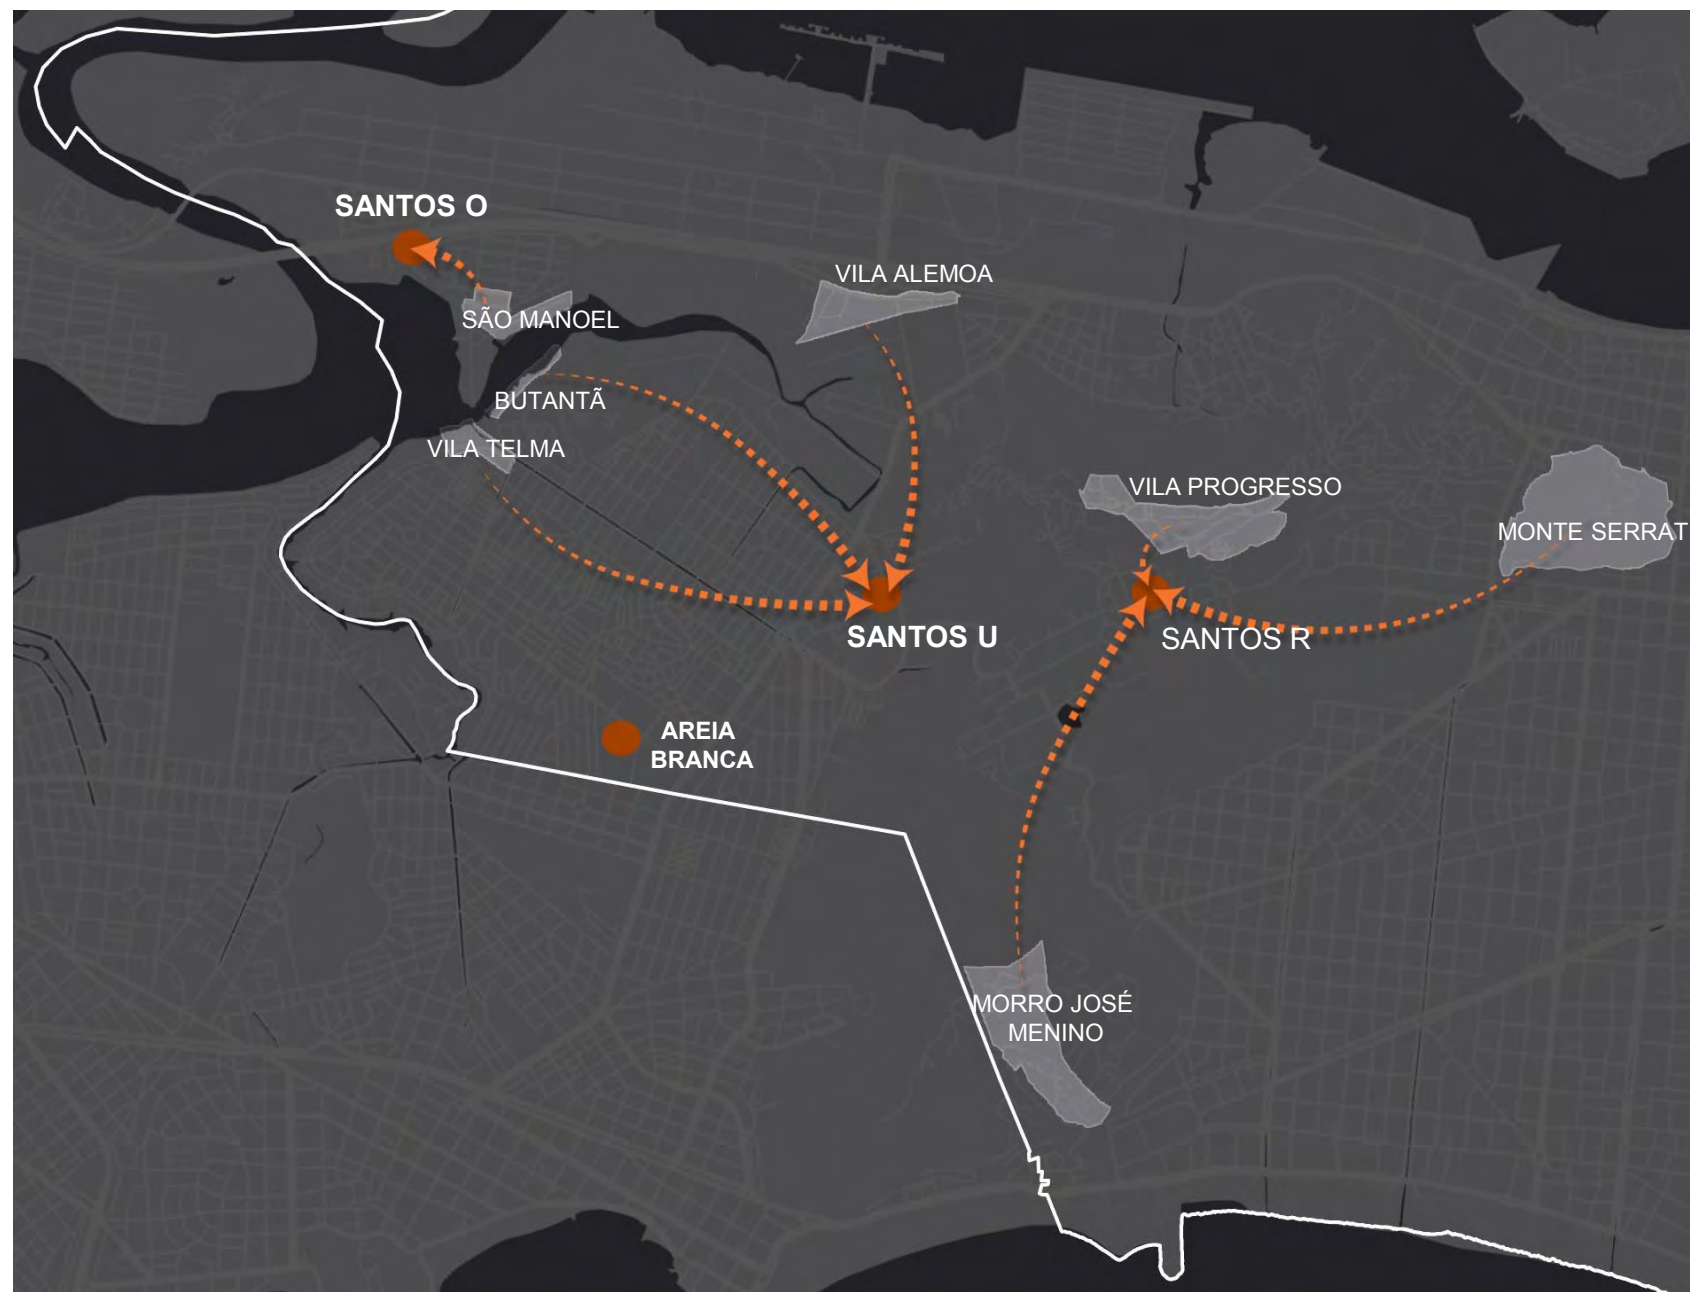 SANTOS O
VILA ALEMOA
SÃO MANOEL
BUTANTÃ
VILA TELMA
VILA PROGRESSO
MONTE SERRAT
SANTOS U
SANTOS R
AREIA
BRANCA
MORRO JOSÉ
MENINO